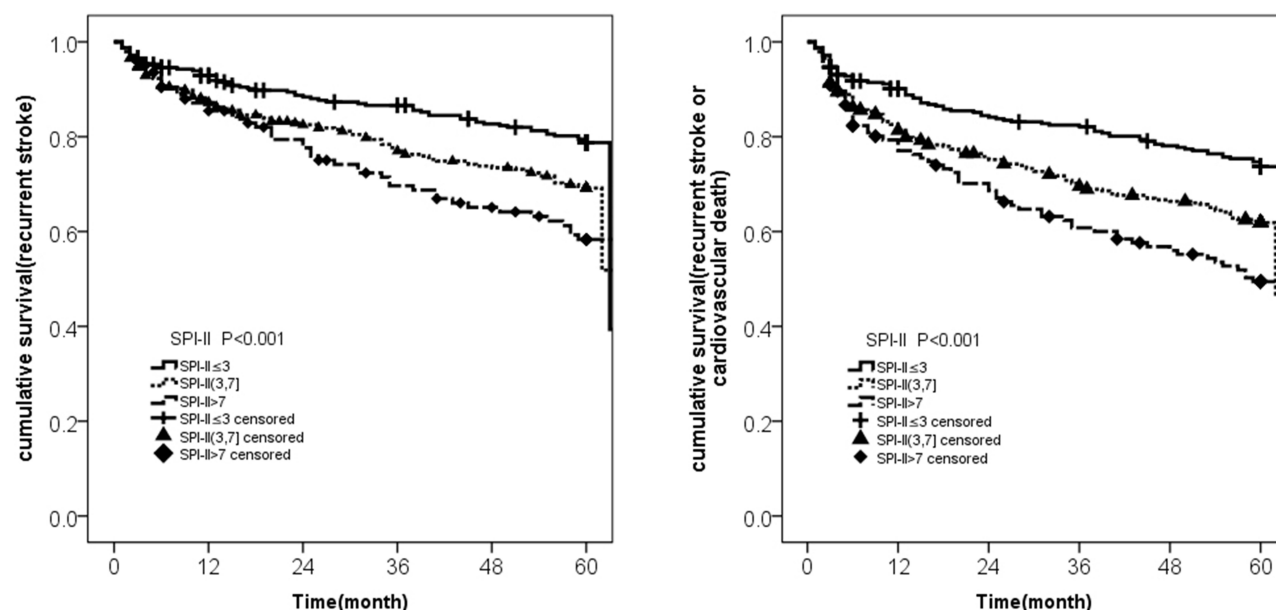 cumulative survival(recurrent stroke)
1.0
0.8
0.6
0.4
0.2
0.0
SPI-II P<0.001
SPI-II≤3
SPI-II(3,7]
SPI-II>7
SPI-II≤3 censored
SPI-II(3,7] censored
SPI-II>7 censored
0 12 24 36 48 60
Time(month)
cumulative survival(recurrent stroke or
cardiovascular death)
1.0
0.8
0.6
0.4
0.2
0.0
SPI-II P<0.001
SPI-II≤3
SPI-II(3,7]
SPI-II>7
SPI-II≤3 censored
SPI-II(3,7] censored
SPI-II>7 censored
0 12 24 36 48 60
Time(month)